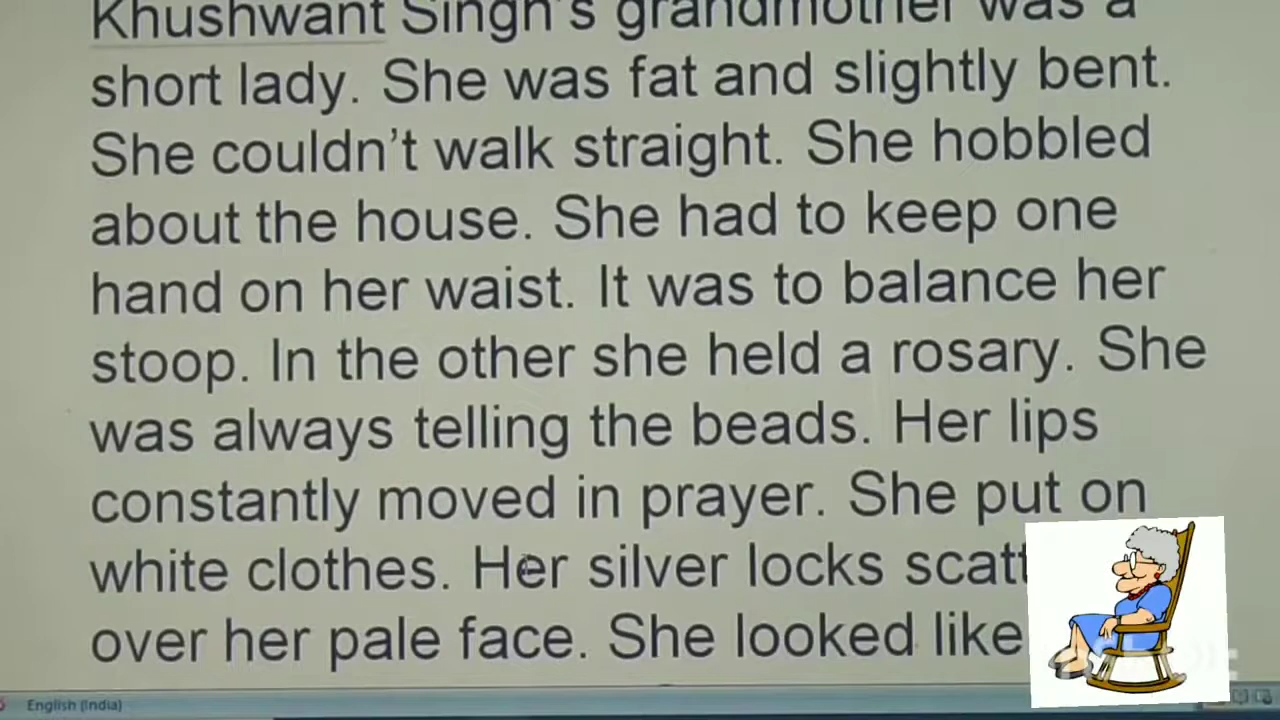 Khushwant Singh's grandmother was a
short lady. She was fat and slightly bent.
She couldn't walk straight. She hobbled
about the house. She had to keep one
hand on her waist. It was to balance her
stoop. In the other she held a rosary. She
was always telling the beads. Her lips
constantly moved in prayer. She put on
white clothes. Her silver locks
over her pale face. She looked like
English (India)